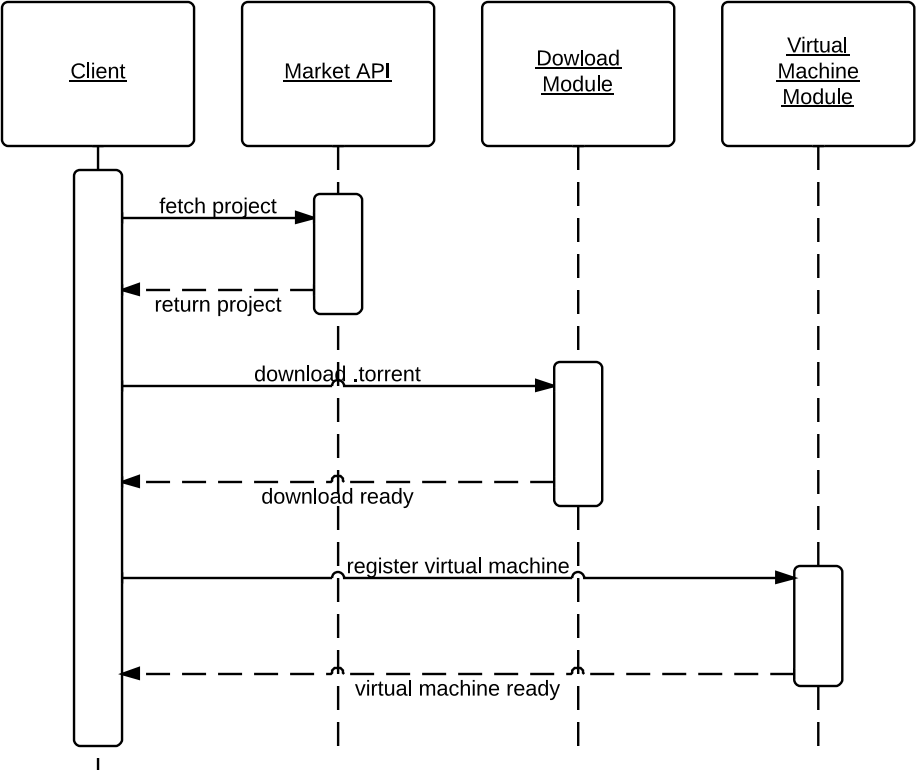 Client
Market API
Dowload
Module
Virtual
Machine
Module
fetch project
return project
download .torrent
download ready
register virtual machine
virtual machine ready